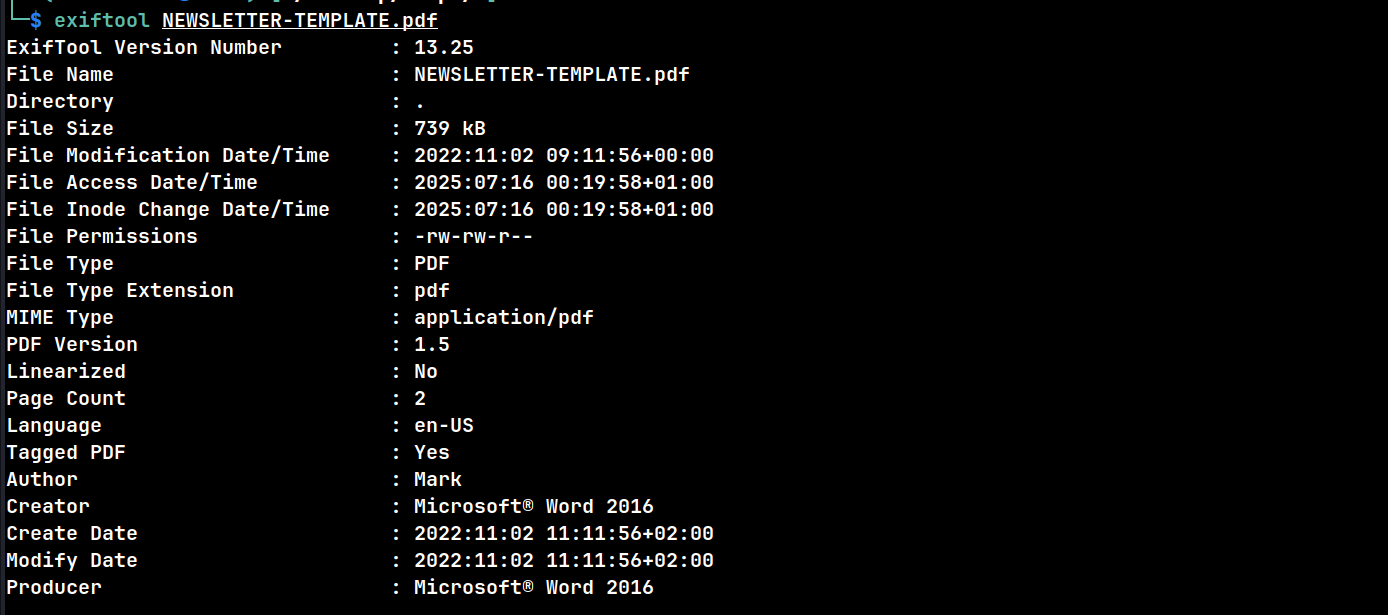 $ exiftool NEWSLETTER-TEMPLATE.pdf
ExifTool Version Number : 13.25
File Name : NEWSLETTER-TEMPLATE.pdf
Directory : .
File Size : 739 kB
File Modification Date/Time : 2022:11:02 09:11:56+00:00
File Access Date/Time : 2025:07:16 00:19:58+01:00
File Inode Change Date/Time : 2025:07:16 00:19:58+01:00
File Permissions : -rw-rw-r--
File Type : PDF
File Type Extension : pdf
MIME Type : application/pdf
PDF Version : 1.5
Linearized : No
Page Count : 2
Language : en-US
Tagged PDF : Yes
Author : Mark
Creator : Microsoft® Word 2016
Create Date : 2022:11:02 11:11:56+02:00
Modify Date : 2022:11:02 11:11:56+02:00
Producer : Microsoft® Word 2016